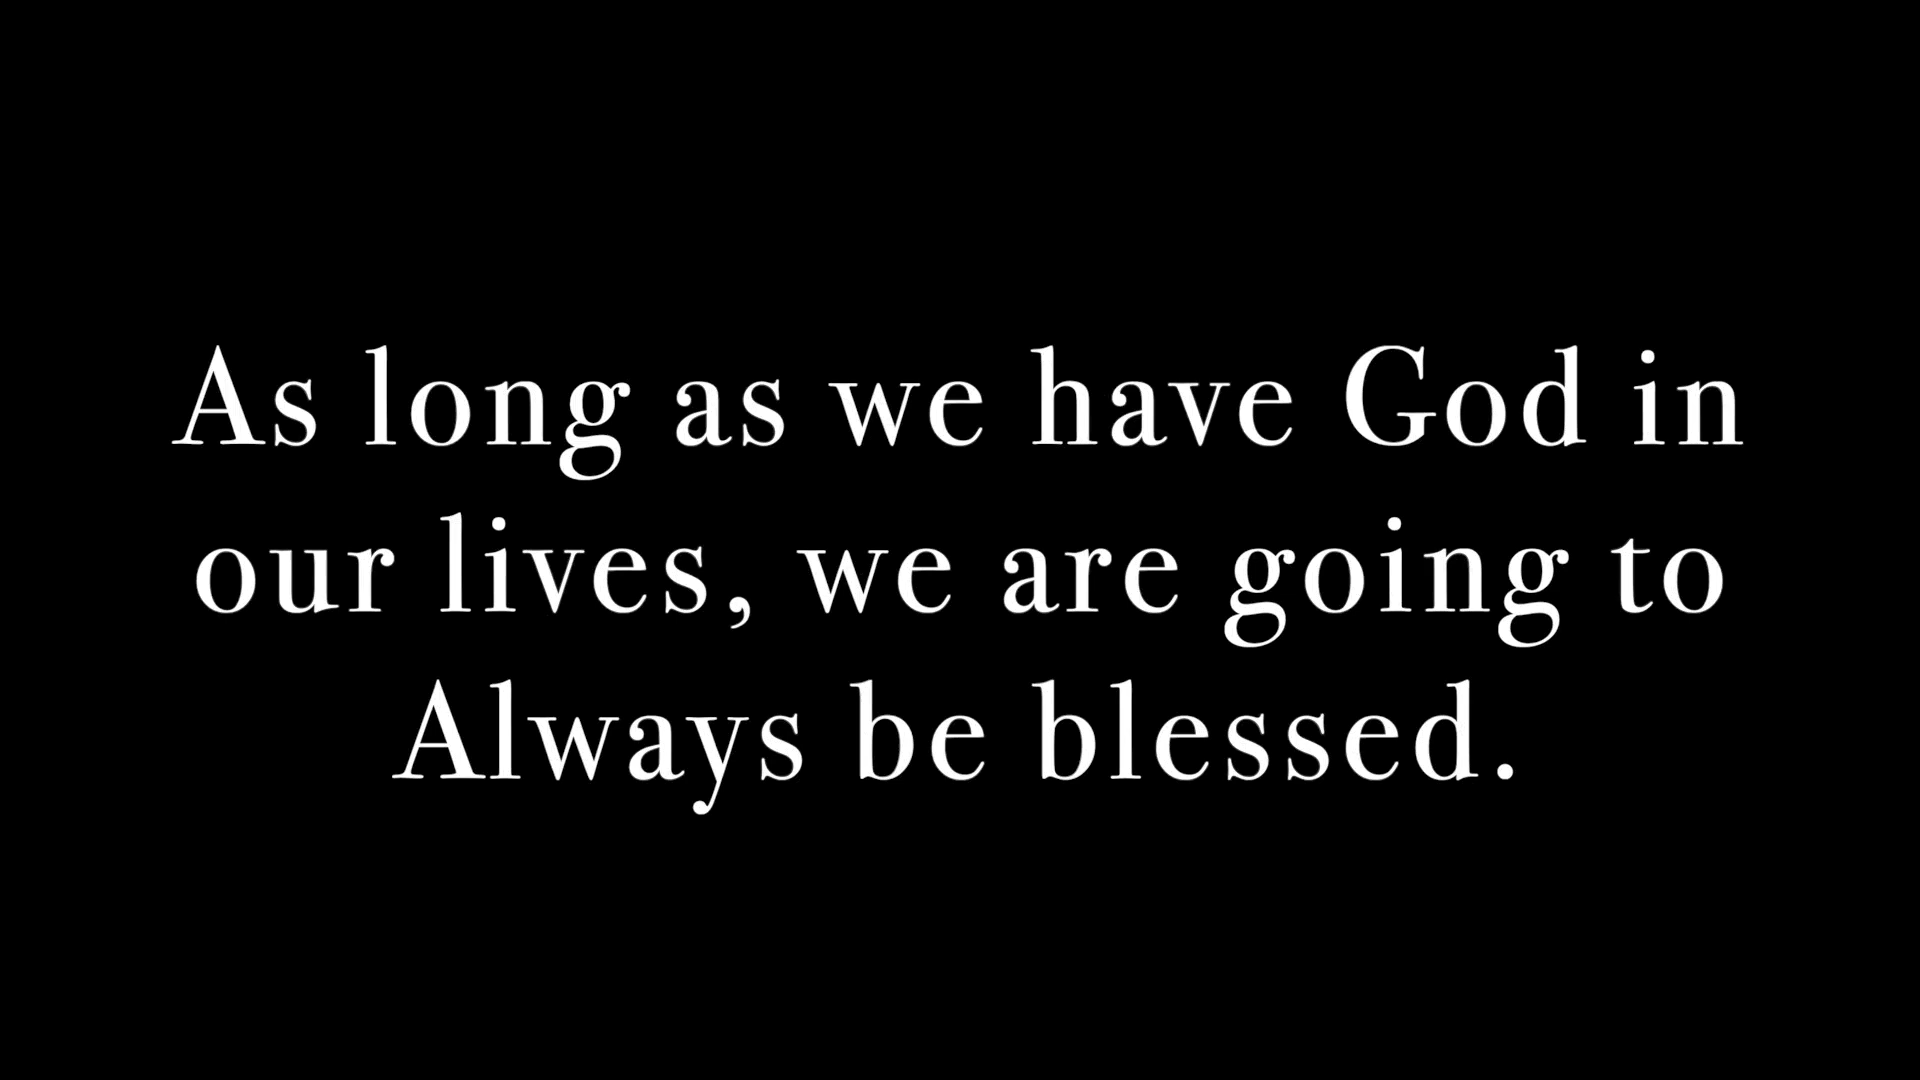 As long as we have God in
our lives, we are going to
Always be blessed.